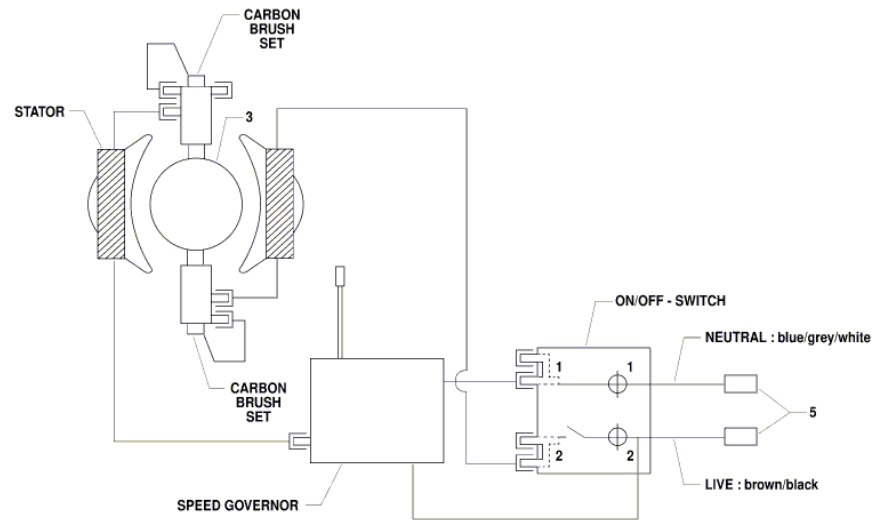 CARBON
BRUSH
SET
STATOR
3
ON/OFF - SWITCH
NEUTRAL : blue/grey/white
1
1
5
CARBON
BRUSH
SET
2
2
LIVE : brown/black
SPEED GOVERNOR